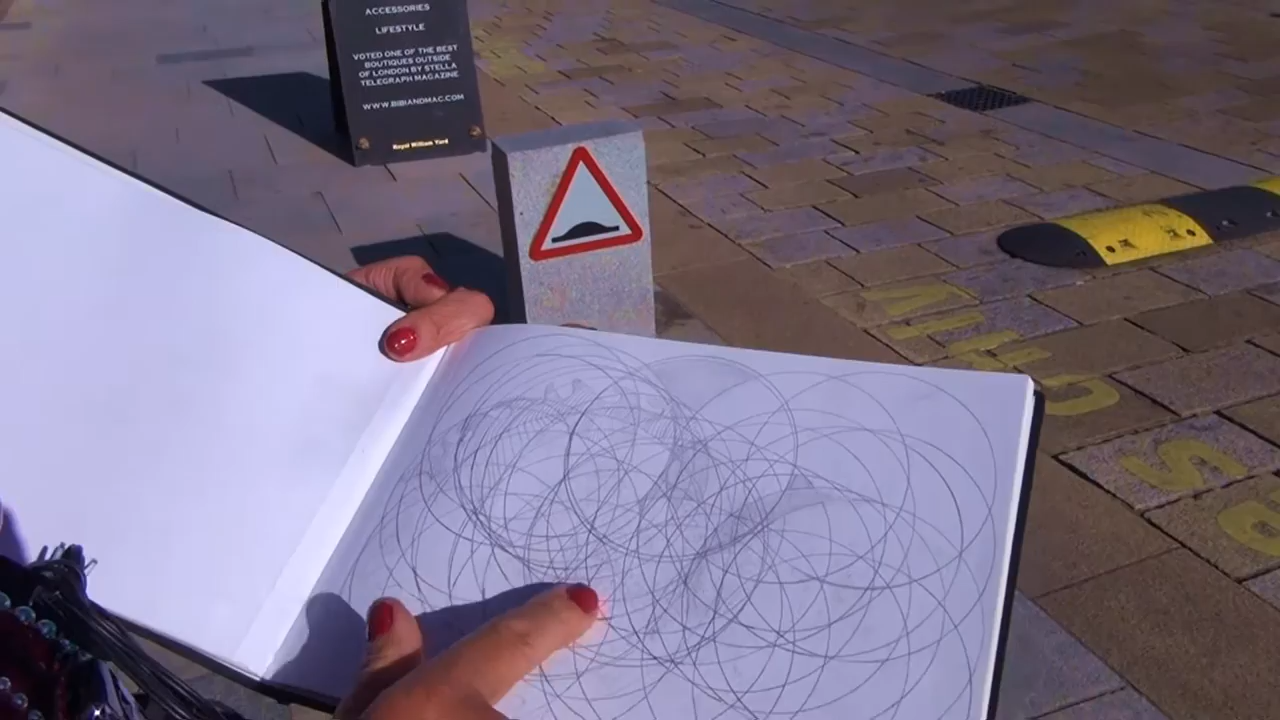 ACCESSORIES
LIFESTYLE
VOTED ONE OF THE BEST
BOUTIQUES OUTSIDE
OF LONDON BY STELLA
TELEGRAPH MAGAZINE
WWW.BIBIANDMAC.COM
Royal William Yard